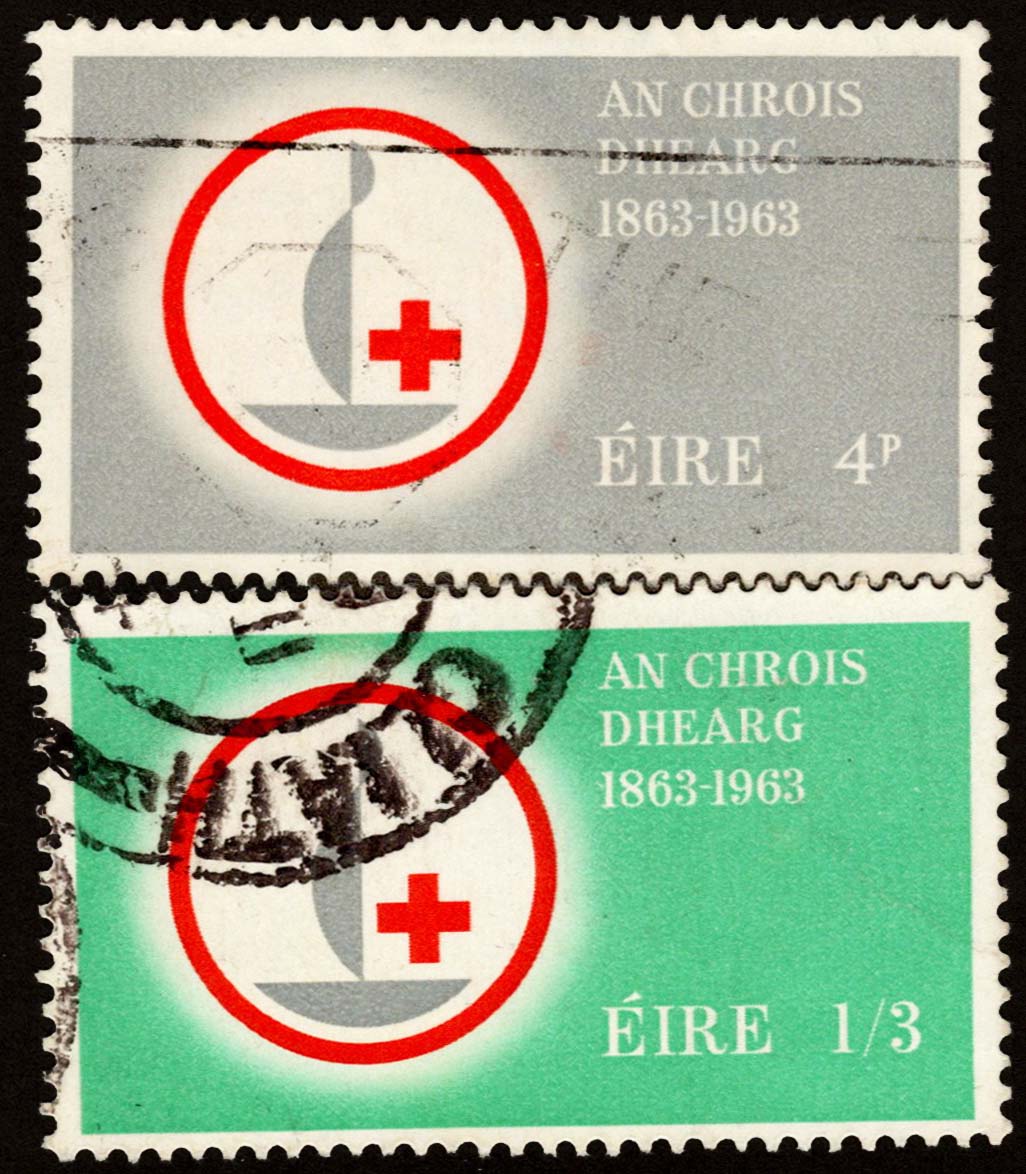 AN CHROIS
DHEARG
1863-1963
ÉIRE 4P
AN CHROIS
DHEARG
1863-1963
ÉIRE 1/3